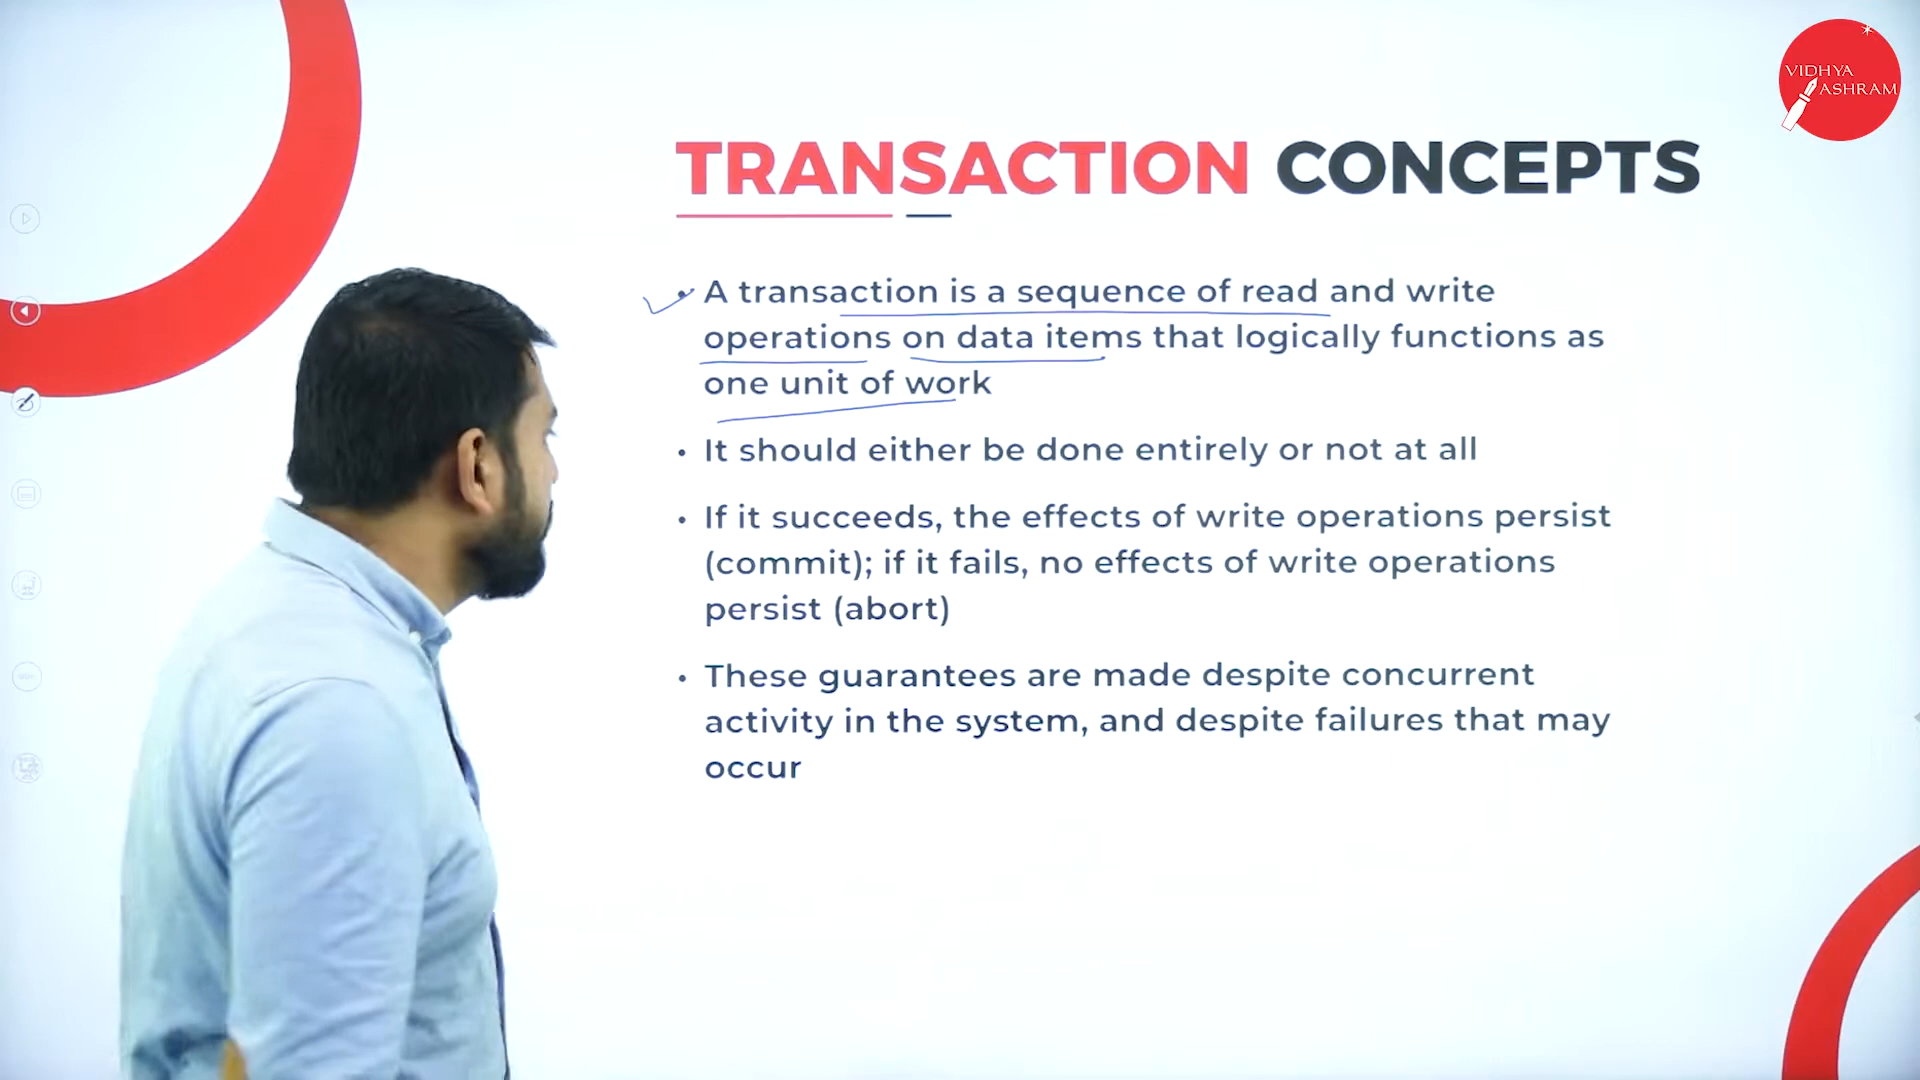 VIDHYA
ASHRAM
TRANSACTION CONCEPTS
• A transaction is a sequence of read and write
operations on data items that logically functions as
one unit of work
• It should either be done entirely or not at all
• If it succeeds, the effects of write operations persist
(commit); if it fails, no effects of write operations
persist (abort)
• These guarantees are made despite concurrent
activity in the system, and despite failures that may
occur